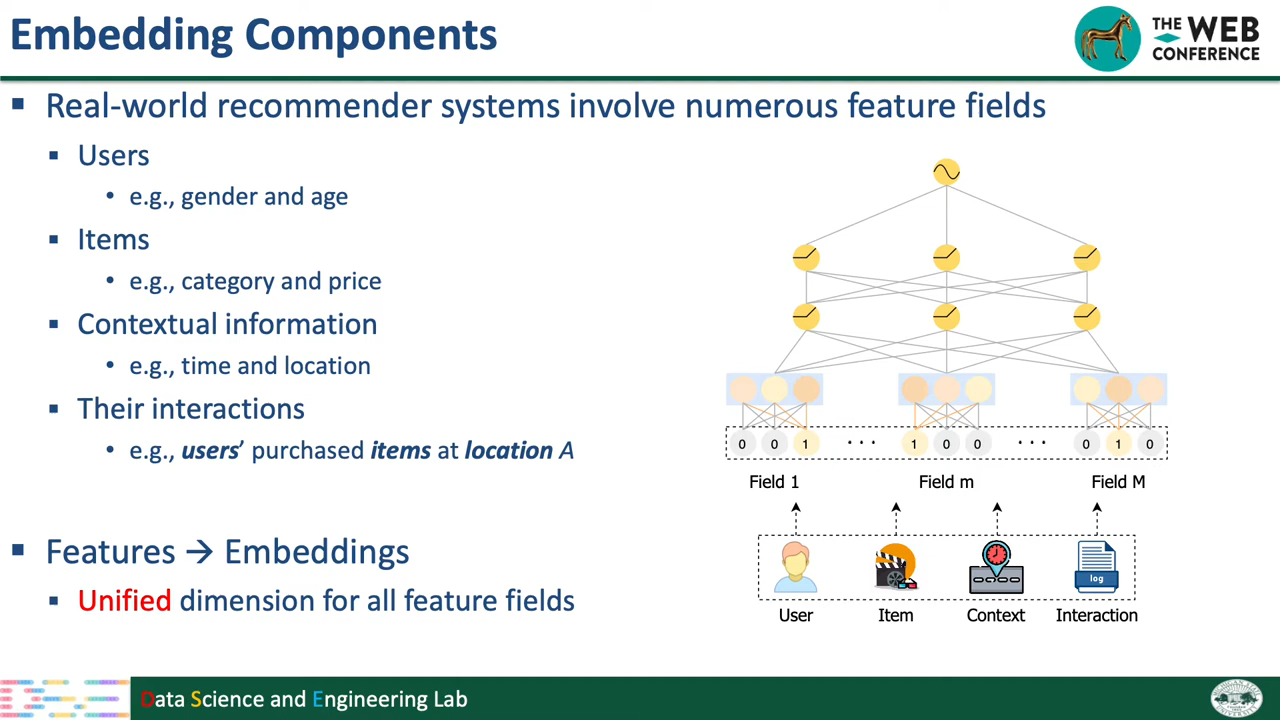 Embedding Components
THE WEB
CONFERENCE
Real-world recommender systems involve numerous feature fields
Users
e.g., gender and age
Items
e.g., category and price
Contextual information
e.g., time and location
Their interactions
e.g., users’ purchased items at location A
Features → Embeddings
Unified dimension for all feature fields
0 0 1 ··· 1 0 0 ··· 0 1 0
Field 1 Field m Field M
log
User Item Context Interaction
Data Science and Engineering Lab